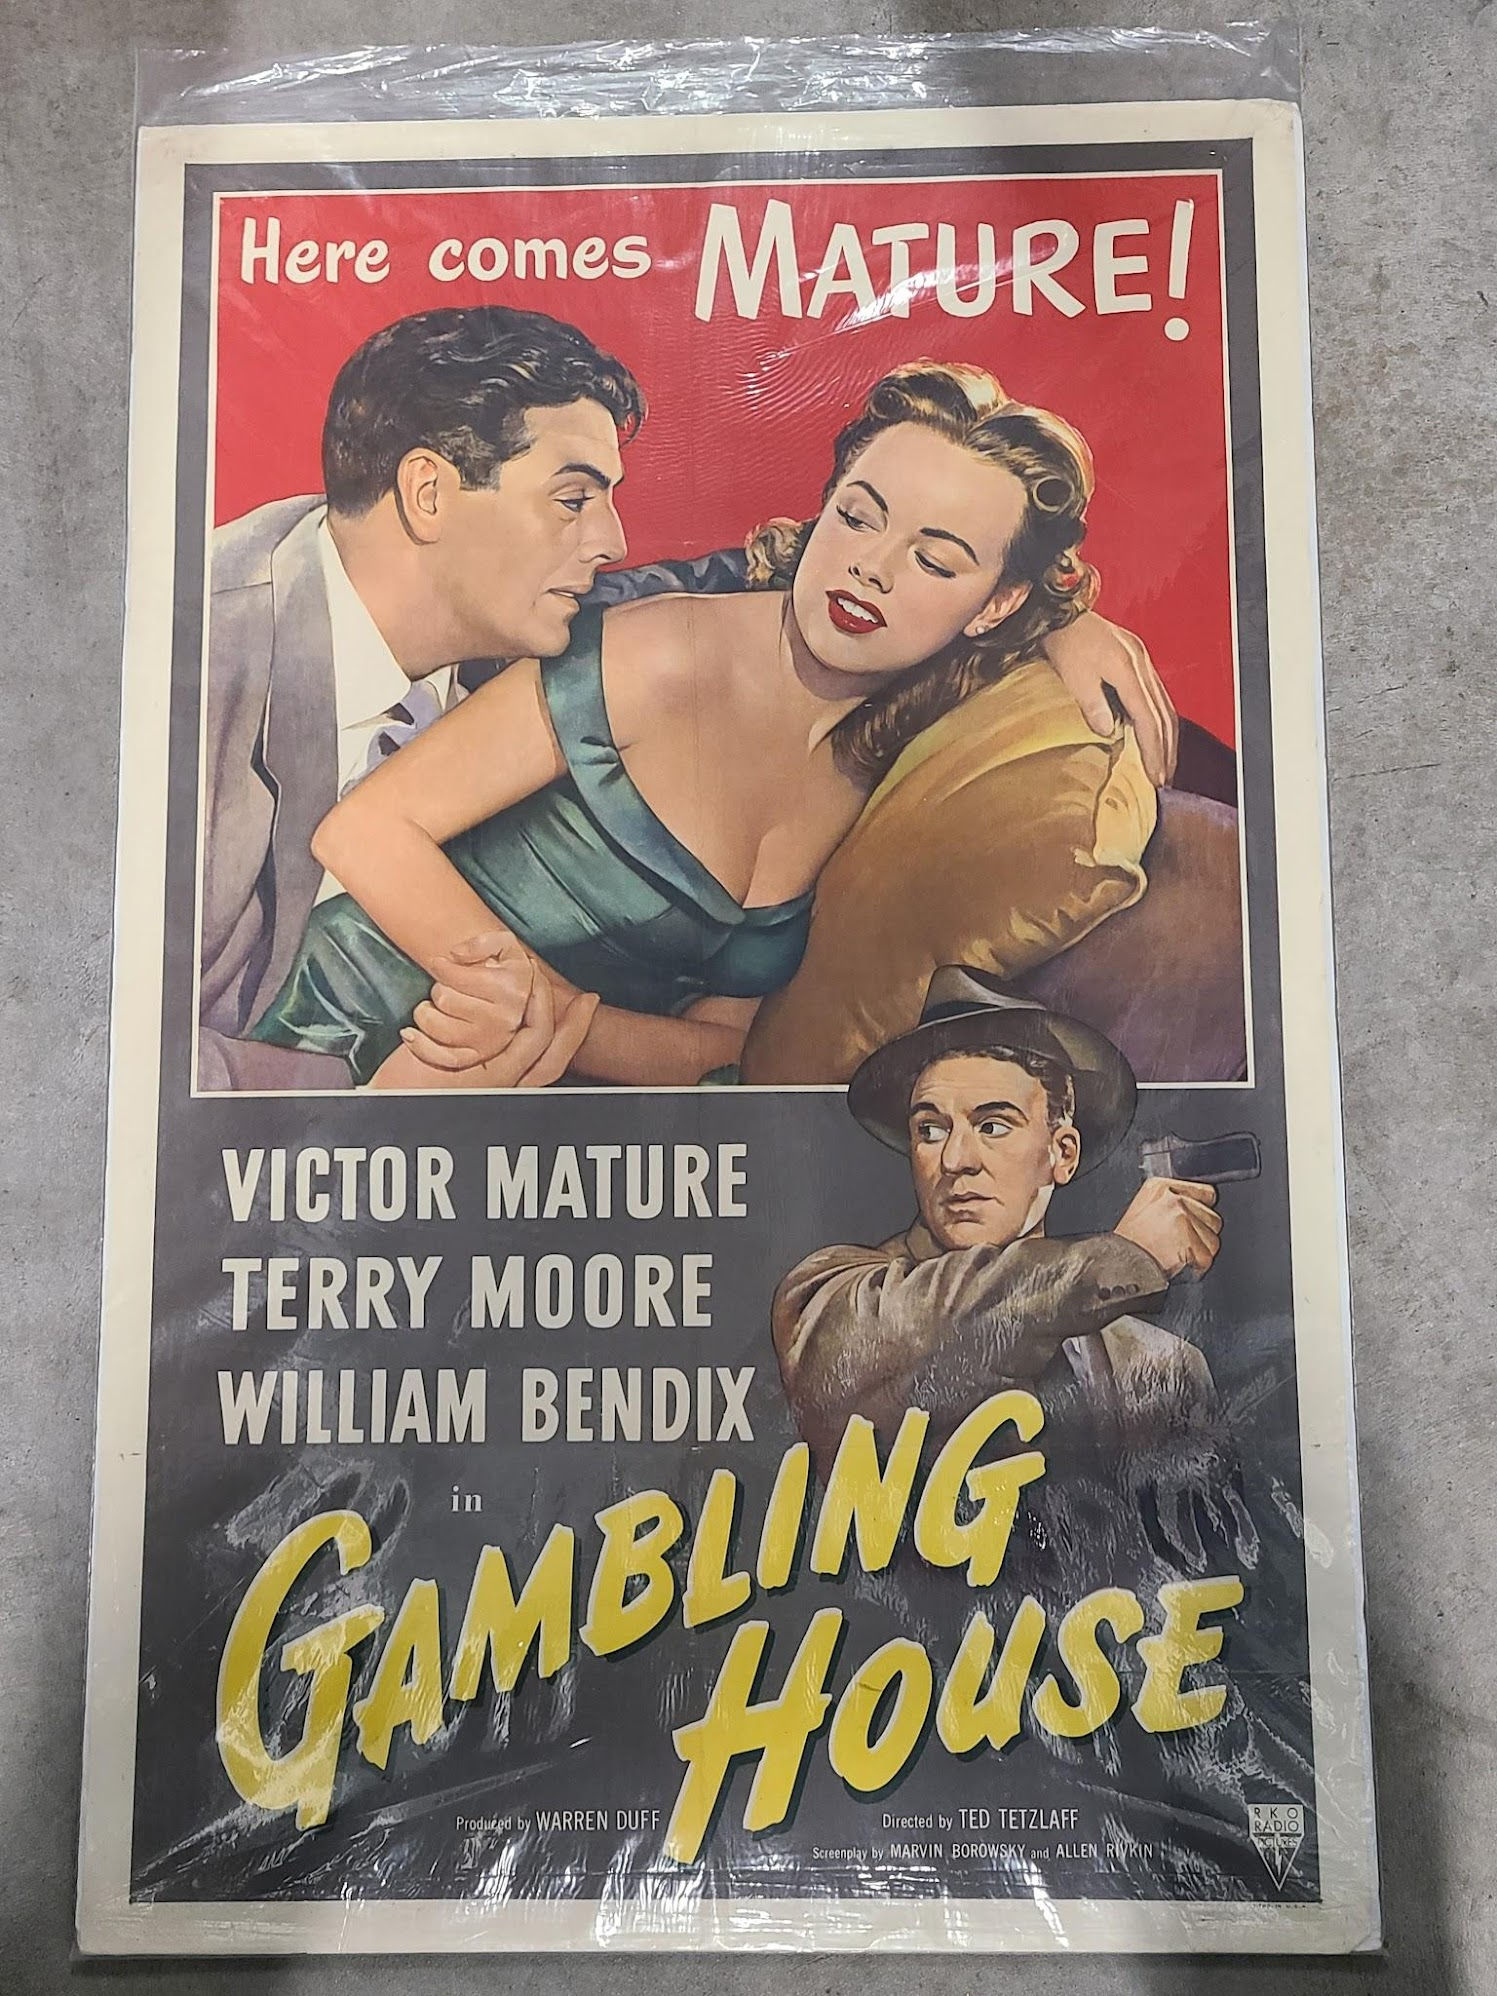 Here comes MATURE!
VICTOR MATURE
TERRY MOORE
WILLIAM BENDIX
in
GAMBLING
HOUSE
Produced by WARREN DUFF
Directed by TED TETZLAFF
Screenplay by MARVIN BOROWSKY and ALLEN RIVKIN
RKO
RADIO
PICTURES